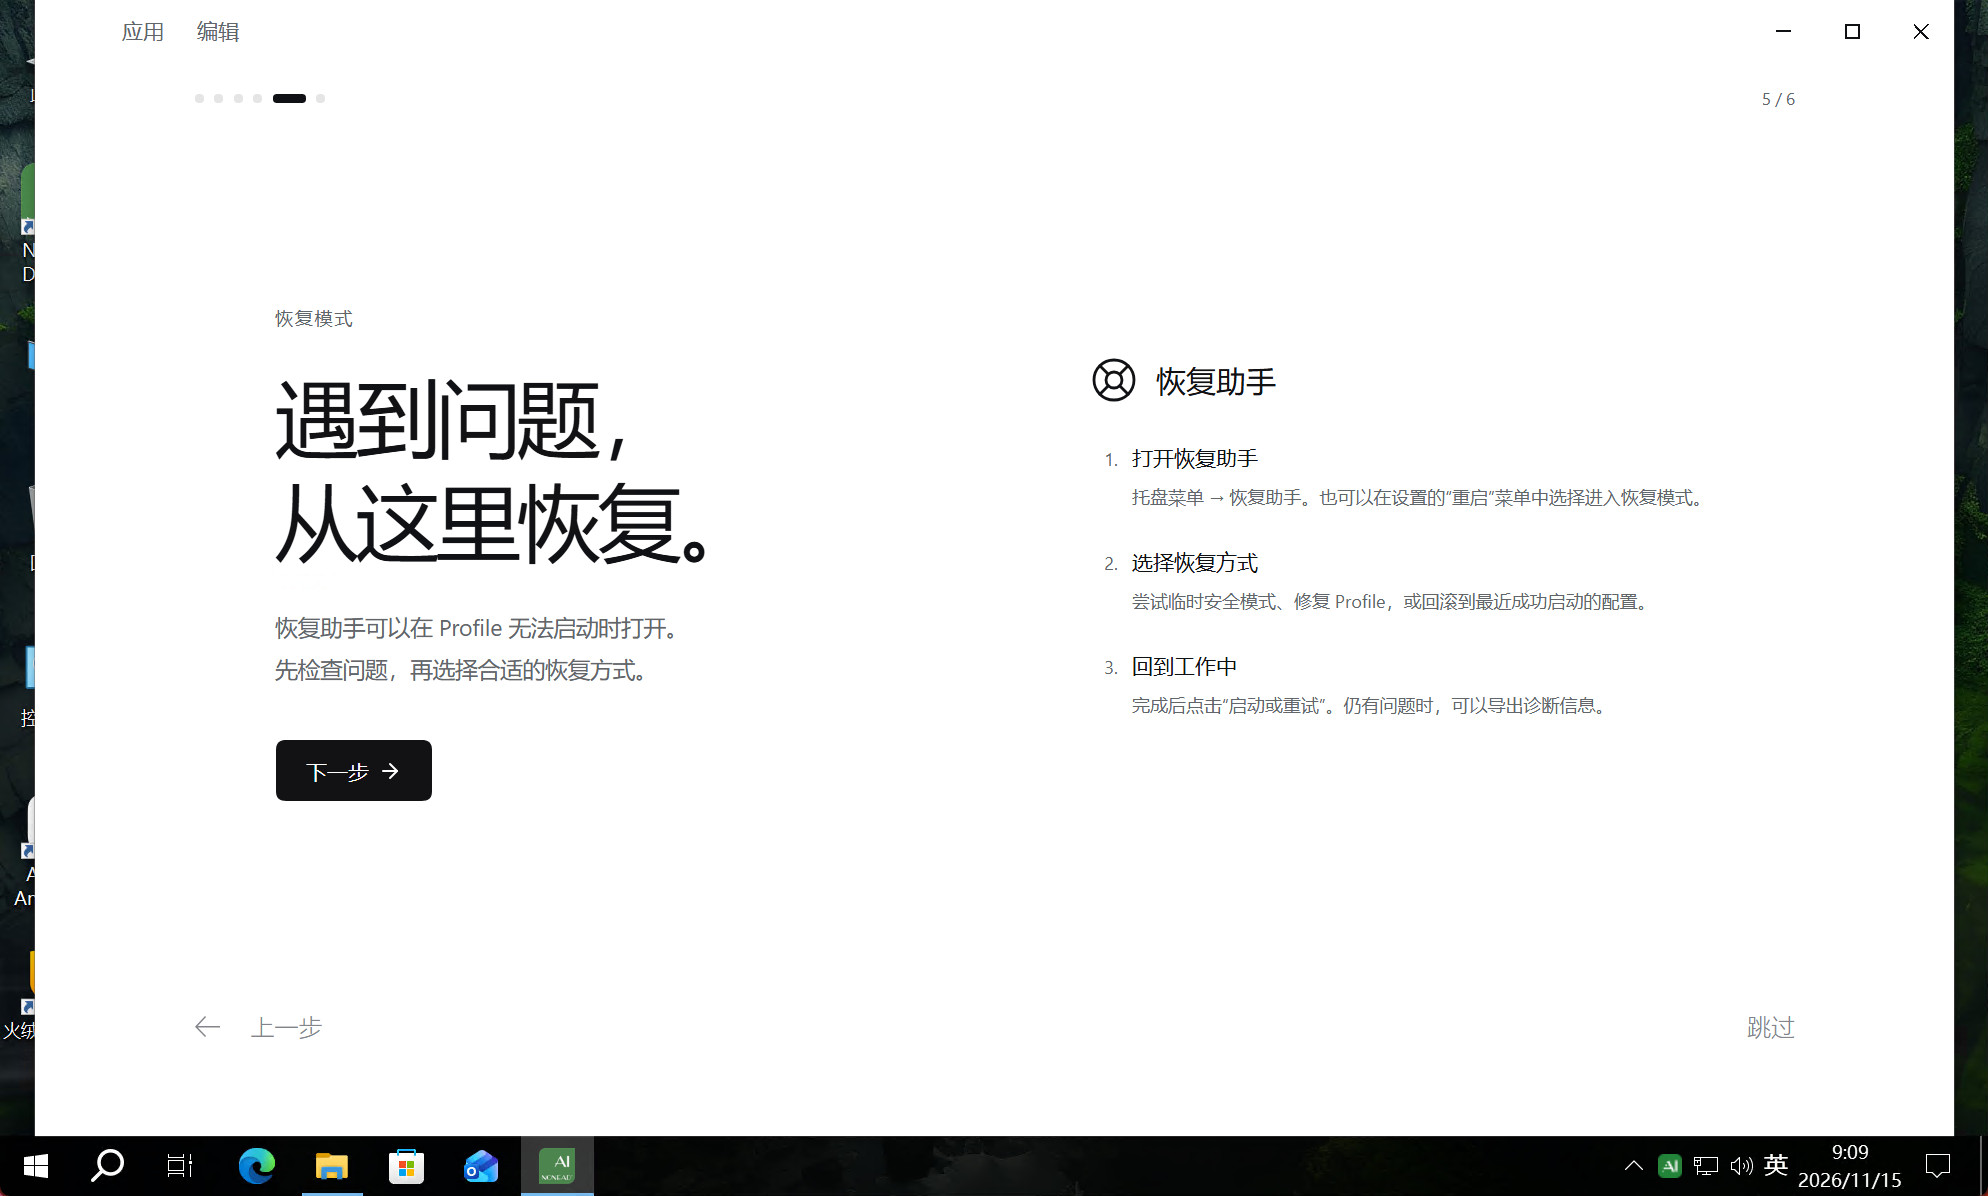 应用 编辑
5 / 6
恢复模式
遇到问题，
从这里恢复。
恢复助手可以在 Profile 无法启动时打开。
先检查问题，再选择合适的恢复方式。
下一步 →
恢复助手
1. 打开恢复助手
托盘菜单 → 恢复助手。也可以在设置的“重启”菜单中选择进入恢复模式。
2. 选择恢复方式
尝试临时安全模式、修复 Profile，或回滚到最近成功启动的配置。
3. 回到工作中
完成后点击“启动或重试”。仍有问题时，可以导出诊断信息。
← 上一步
跳过
N
D
控
A
Ar
火绒
AI
NONEAD
AI
英
9:09
2026/11/15